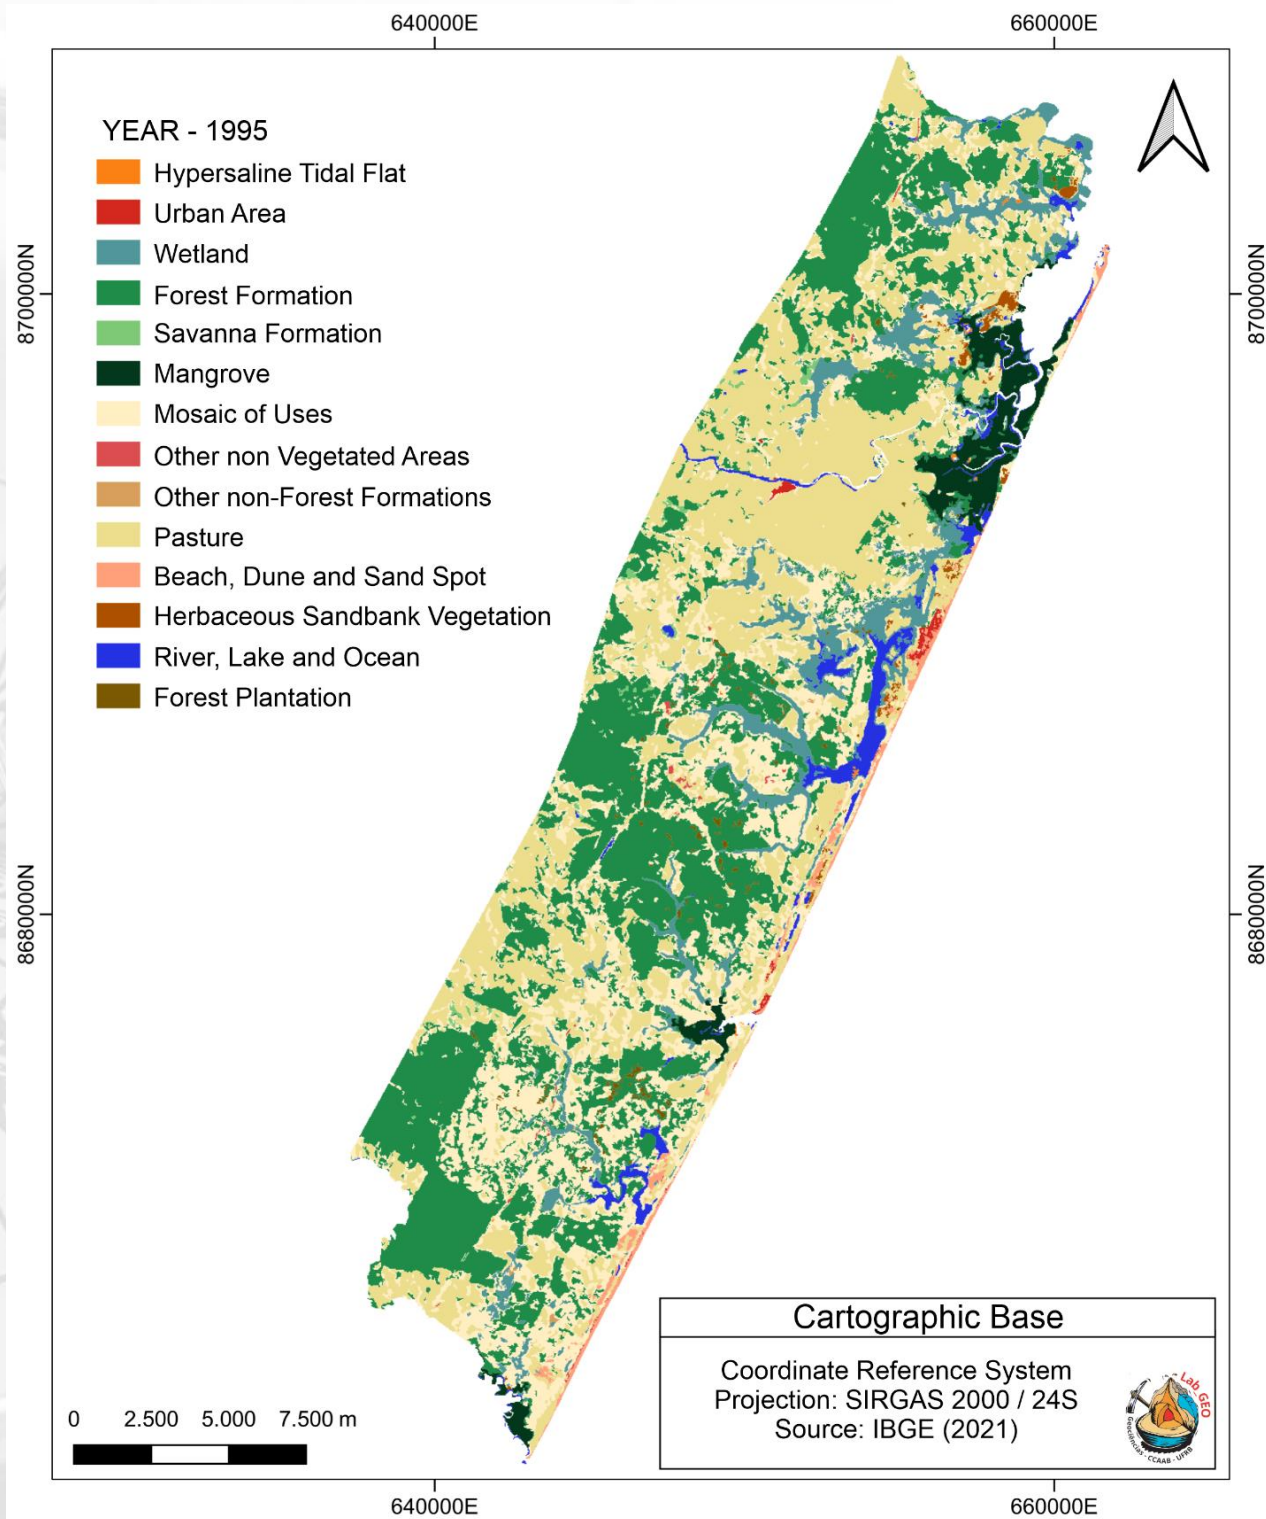 640000E
660000E
YEAR - 1995
Hypersaline Tidal Flat
Urban Area
Wetland
Forest Formation
Savanna Formation
Mangrove
Mosaic of Uses
Other non Vegetated Areas
Other non-Forest Formations
Pasture
Beach, Dune and Sand Spot
Herbaceous Sandbank Vegetation
River, Lake and Ocean
Forest Plantation
8700000N
8700000N
8680000N
8680000N
Cartographic Base
Coordinate Reference System
Projection: SIRGAS 2000 / 24S
Source: IBGE (2021)
Lab_GEO
Geociências - CCAAB - UFRB
0 2.500 5.000 7.500 m
640000E
660000E